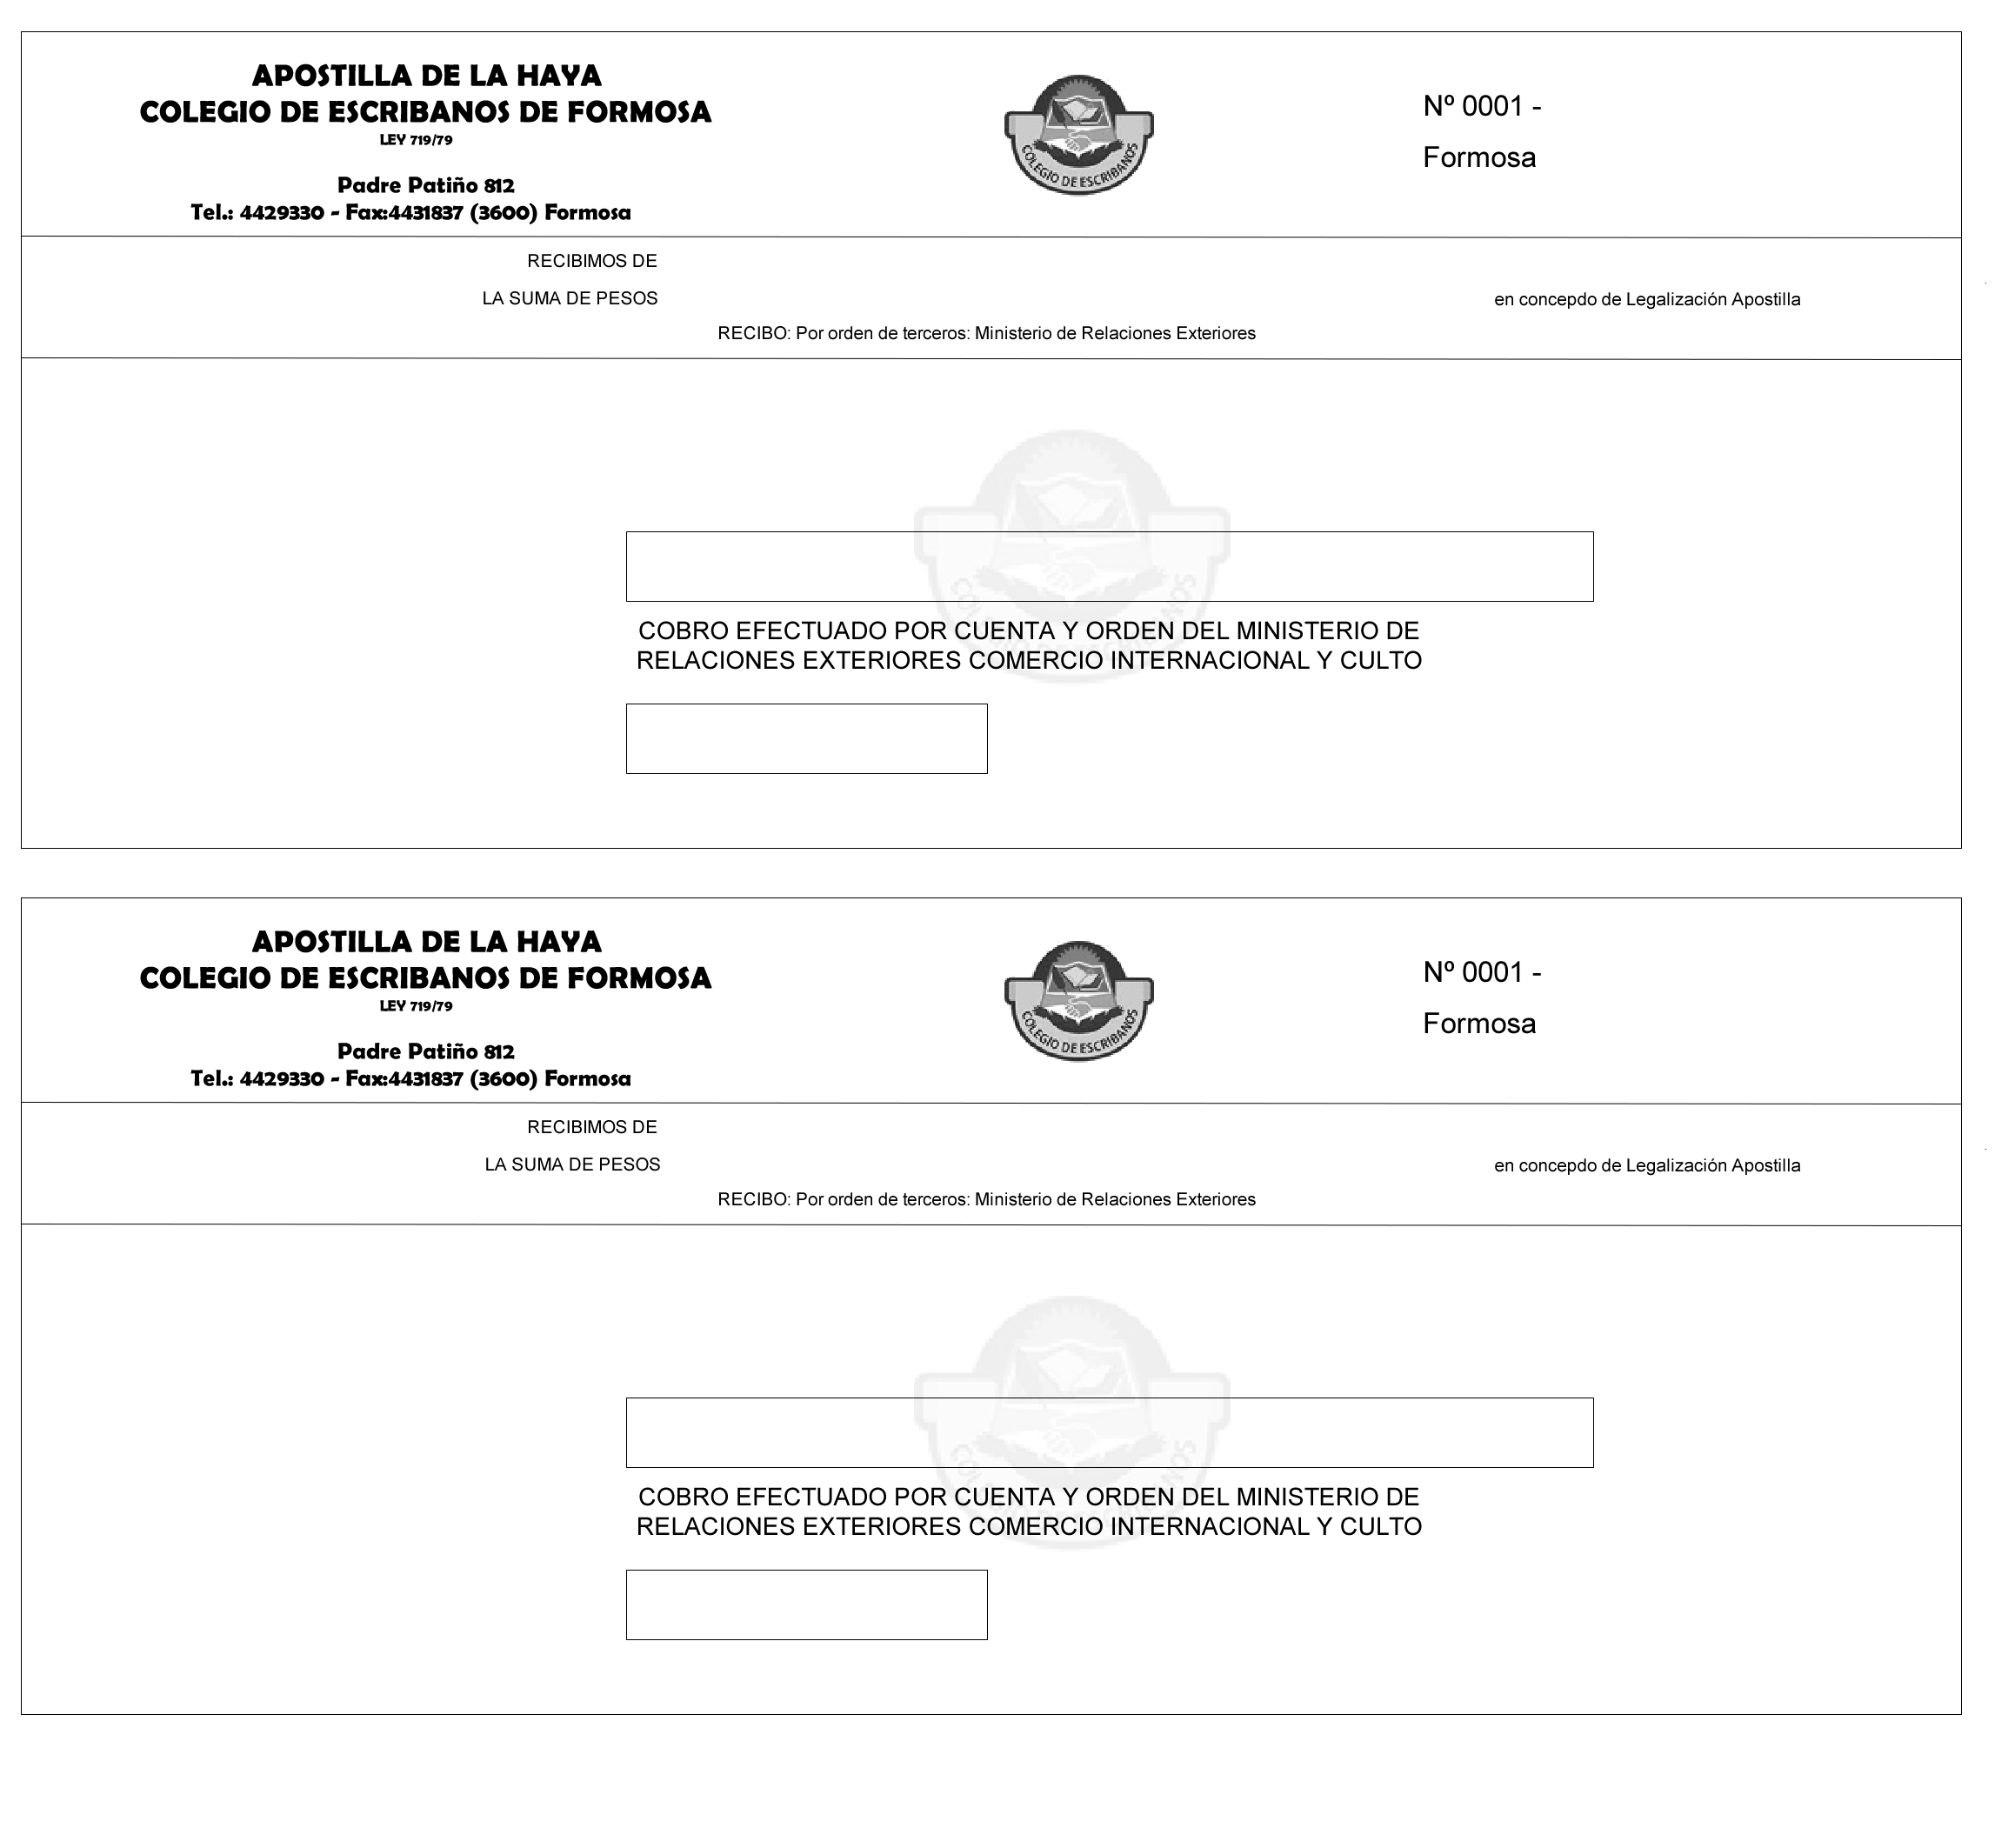 APOSTILLA DE LA HAYA
COLEGIO DE ESCRIBANOS DE FORMOSA
LEY 719/79
Padre Patiño 812
Tel.: 4429330 - Fax:4431837 (3600) Formosa
COLEGIO DE ESCRIBANOS
Nº 0001 -
Formosa
RECIBIMOS DE
LA SUMA DE PESOS
en concepdo de Legalización Apostilla
RECIBO: Por orden de terceros: Ministerio de Relaciones Exteriores
COBRO EFECTUADO POR CUENTA Y ORDEN DEL MINISTERIO DE
RELACIONES EXTERIORES COMERCIO INTERNACIONAL Y CULTO
APOSTILLA DE LA HAYA
COLEGIO DE ESCRIBANOS DE FORMOSA
LEY 719/79
Padre Patiño 812
Tel.: 4429330 - Fax:4431837 (3600) Formosa
COLEGIO DE ESCRIBANOS
Nº 0001 -
Formosa
RECIBIMOS DE
LA SUMA DE PESOS
en concepdo de Legalización Apostilla
RECIBO: Por orden de terceros: Ministerio de Relaciones Exteriores
COBRO EFECTUADO POR CUENTA Y ORDEN DEL MINISTERIO DE
RELACIONES EXTERIORES COMERCIO INTERNACIONAL Y CULTO